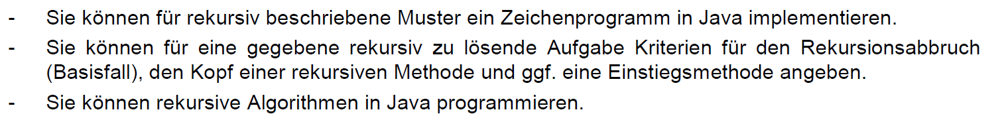 - Sie können für rekursiv beschriebene Muster ein Zeichenprogramm in Java implementieren.
- Sie können für eine gegebene rekursiv zu lösende Aufgabe Kriterien für den Rekursionsabbruch
(Basisfall), den Kopf einer rekursiven Methode und ggf. eine Einstiegsmethode angeben.
- Sie können rekursive Algorithmen in Java programmieren.